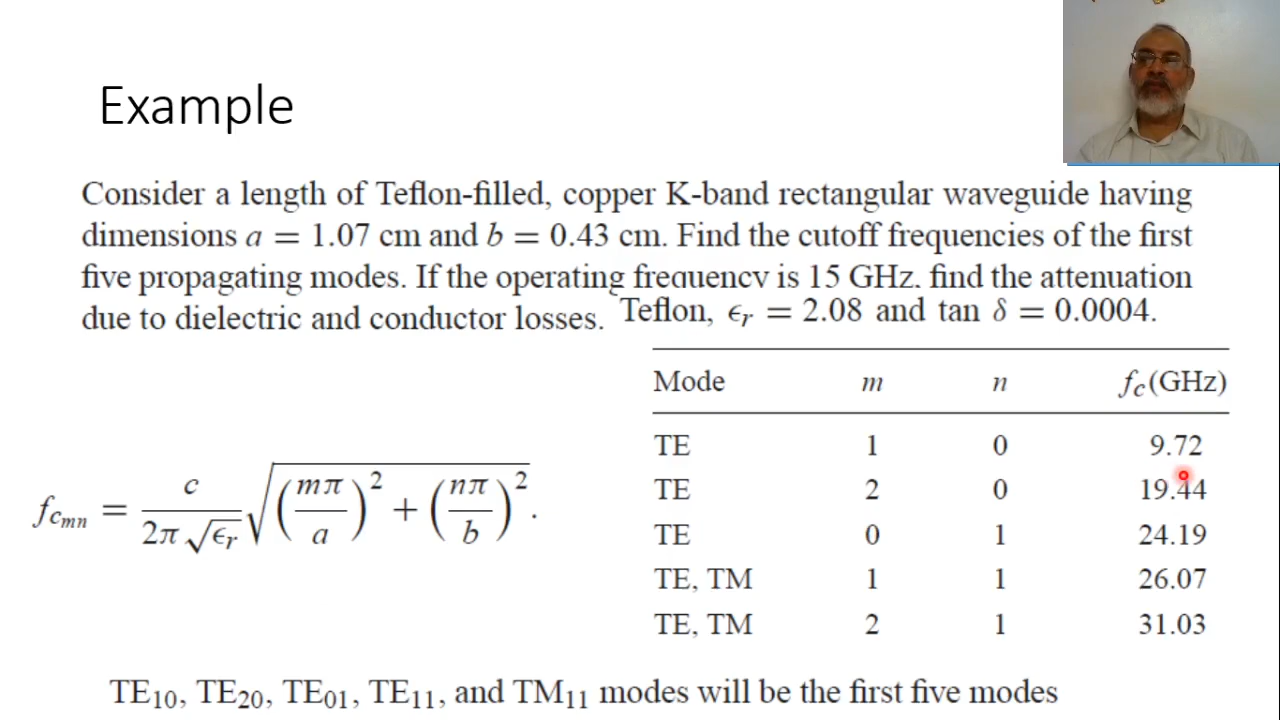 Example
Consider a length of Teflon-filled, copper K-band rectangular waveguide having
dimensions a = 1.07 cm and b = 0.43 cm. Find the cutoff frequencies of the first
five propagating modes. If the operating frequency is 15 GHz, find the attenuation
due to dielectric and conductor losses. Teflon, ϵr = 2.08 and tan δ = 0.0004.
Mode m n fc(GHz)
TE 1 0 9.72
TE 2 0 19.44
TE 0 1 24.19
TE, TM 1 1 26.07
TE, TM 2 1 31.03
fcmn = c / (2π √ϵr) √((mπ/a)² + (nπ/b)²).
TE₁₀, TE₂₀, TE₀₁, TE₁₁, and TM₁₁ modes will be the first five modes